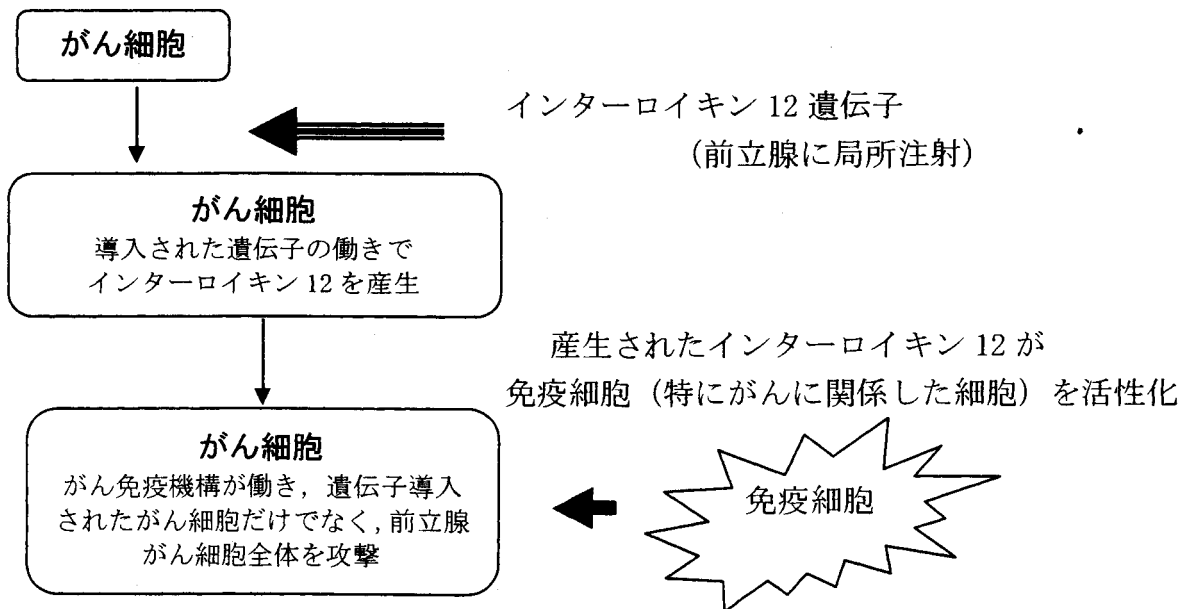 がん細胞
インターロイキン 12 遺伝子
（前立腺に局所注射）
がん細胞
導入された遺伝子の働きで
インターロイキン 12 を産生
産生されたインターロイキン 12 が
免疫細胞（特にがんに関係した細胞）を活性化
がん細胞
がん免疫機構が働き，遺伝子導入
されたがん細胞だけでなく，前立腺
がん細胞全体を攻撃
免疫細胞